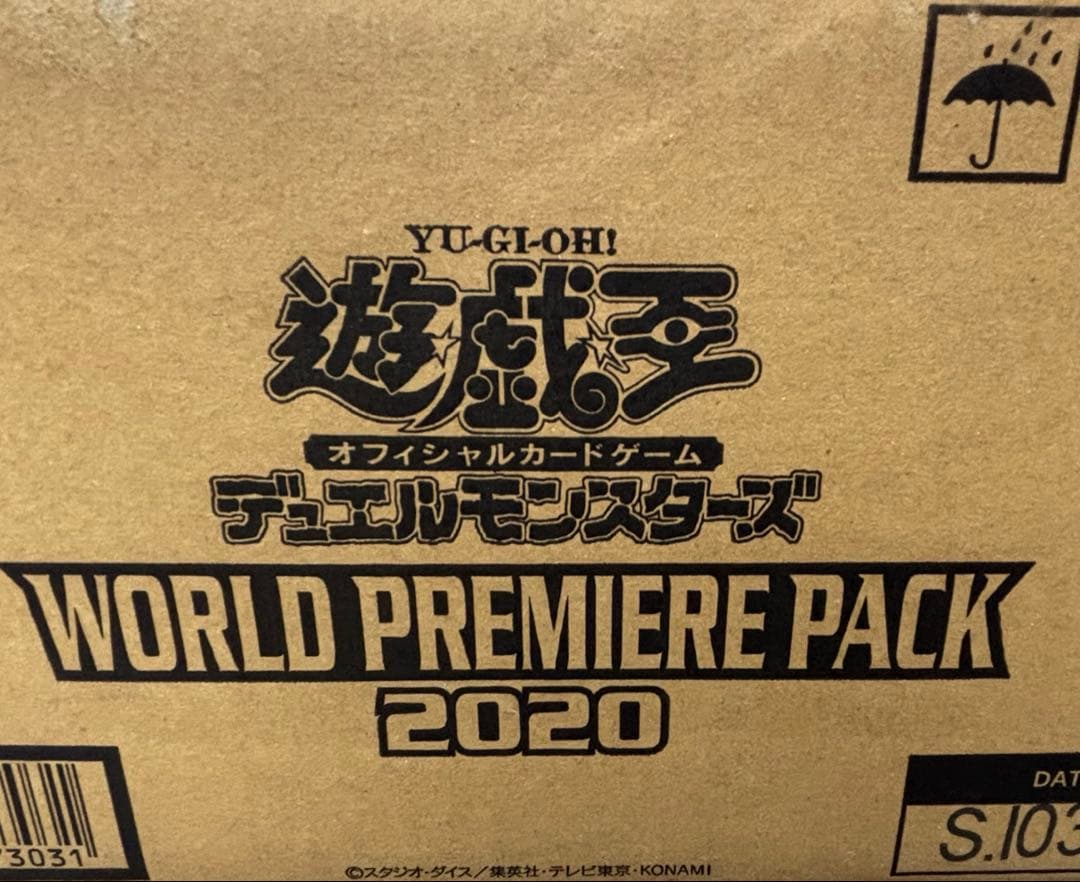 YU-GI-OH!
遊戯王
オフィシャルカードゲーム
デュエルモンスターズ
WORLD PREMIERE PACK
2020
73031
DAT
S.103
©スタジオ・ダイス／集英社・テレビ東京・KONAMI